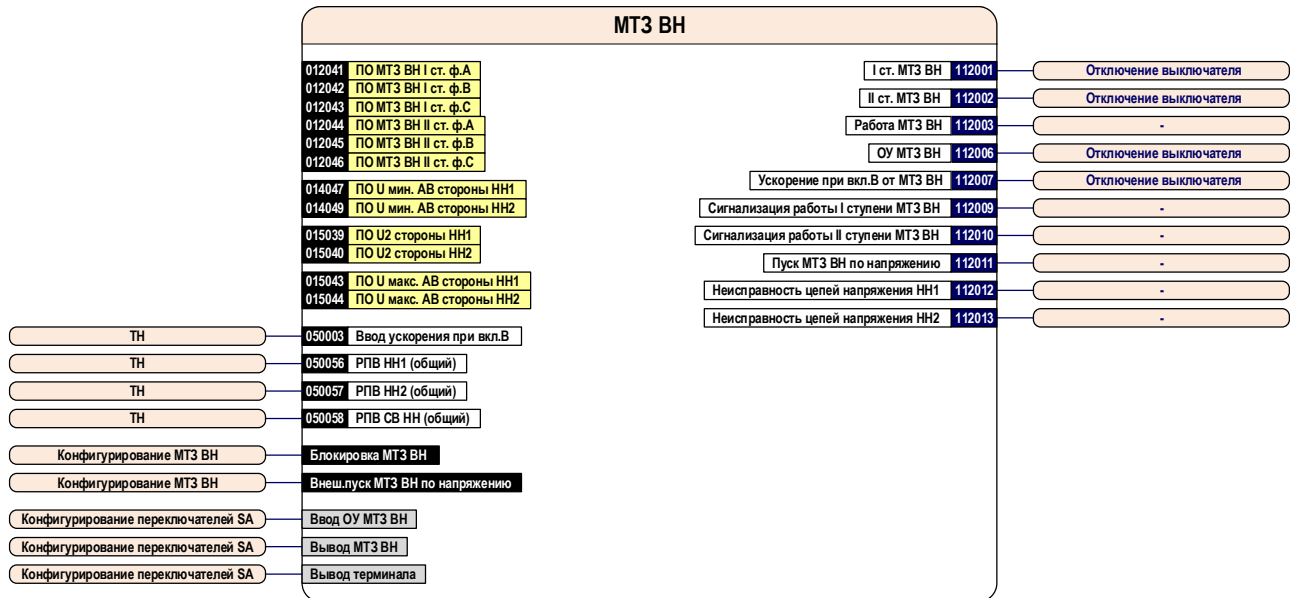 МТЗ ВН
012041 ПО МТЗ ВН I ст. ф.А
012042 ПО МТЗ ВН I ст. ф.В
012043 ПО МТЗ ВН I ст. ф.С
012044 ПО МТЗ ВН II ст. ф.А
012045 ПО МТЗ ВН II ст. ф.В
012046 ПО МТЗ ВН II ст. ф.С
014047 ПО U мин. АВ стороны НН1
014049 ПО U мин. АВ стороны НН2
015039 ПО U2 стороны НН1
015040 ПО U2 стороны НН2
015043 ПО U макс. АВ стороны НН1
015044 ПО U макс. АВ стороны НН2
ТН 050003 Ввод ускорения при вкл.В
ТН 050056 РПВ НН1 (общий)
ТН 050057 РПВ НН2 (общий)
ТН 050058 РПВ СВ НН (общий)
Конфигурирование МТЗ ВН Блокировка МТЗ ВН
Конфигурирование МТЗ ВН Внеш.пуск МТЗ ВН по напряжению
Конфигурирование переключателей SA Ввод ОУ МТЗ ВН
Конфигурирование переключателей SA Вывод МТЗ ВН
Конфигурирование переключателей SA Вывод терминала
I ст. МТЗ ВН 112001 Отключение выключателя
II ст. МТЗ ВН 112002 Отключение выключателя
Работа МТЗ ВН 112003 -
ОУ МТЗ ВН 112006 Отключение выключателя
Ускорение при вкл.В от МТЗ ВН 112007 Отключение выключателя
Сигнализация работы I ступени МТЗ ВН 112009 -
Сигнализация работы II ступени МТЗ ВН 112010 -
Пуск МТЗ ВН по напряжению 112011 -
Неисправность цепей напряжения НН1 112012 -
Неисправность цепей напряжения НН2 112013 -